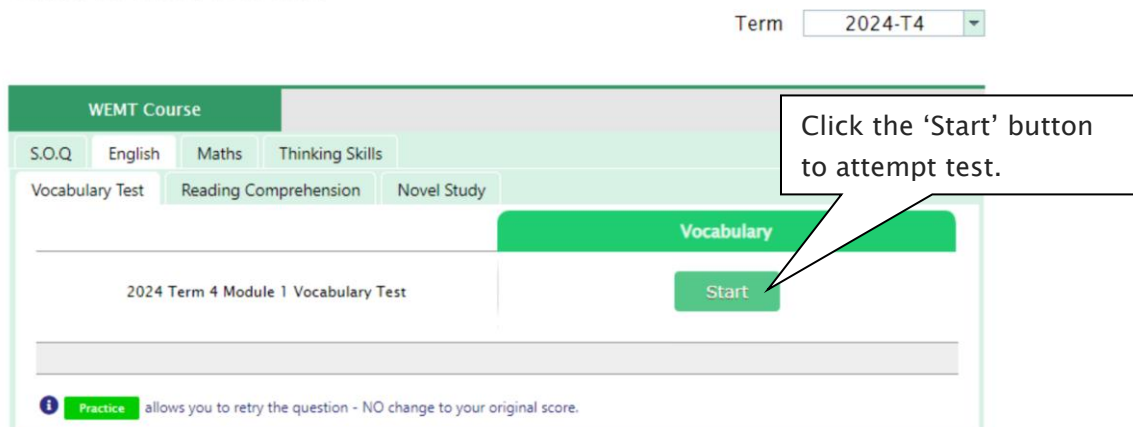 Term 2024-T4
WEMT Course
Click the ‘Start’ button
to attempt test.
S.O.Q English Maths Thinking Skills
Vocabulary Test Reading Comprehension Novel Study
Vocabulary
2024 Term 4 Module 1 Vocabulary Test Start
Practice allows you to retry the question - NO change to your original score.